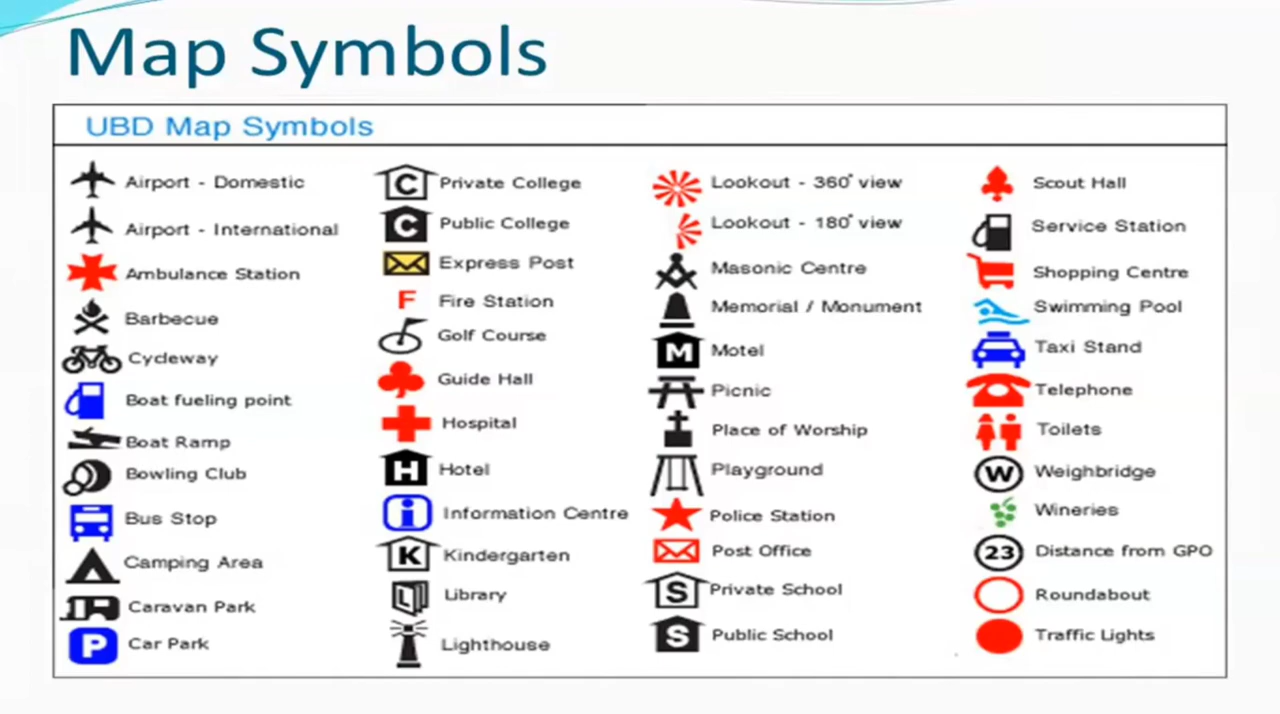 Map Symbols
UBD Map Symbols
Airport - Domestic
Airport - International
Ambulance Station
Barbecue
Cycleway
Boat fueling point
Boat Ramp
Bowling Club
Bus Stop
Camping Area
Caravan Park
P Car Park
C Private College
C Public College
Express Post
F Fire Station
Golf Course
Guide Hall
Hospital
H Hotel
i Information Centre
K Kindergarten
L Library
Lighthouse
Lookout - 360° view
Lookout - 180° view
Masonic Centre
Memorial / Monument
M Motel
Picnic
Place of Worship
Playground
Police Station
Post Office
S Private School
S Public School
Scout Hall
Service Station
Shopping Centre
Swimming Pool
Taxi Stand
Telephone
Toilets
W Weighbridge
Wineries
23 Distance from GPO
Roundabout
Traffic Lights